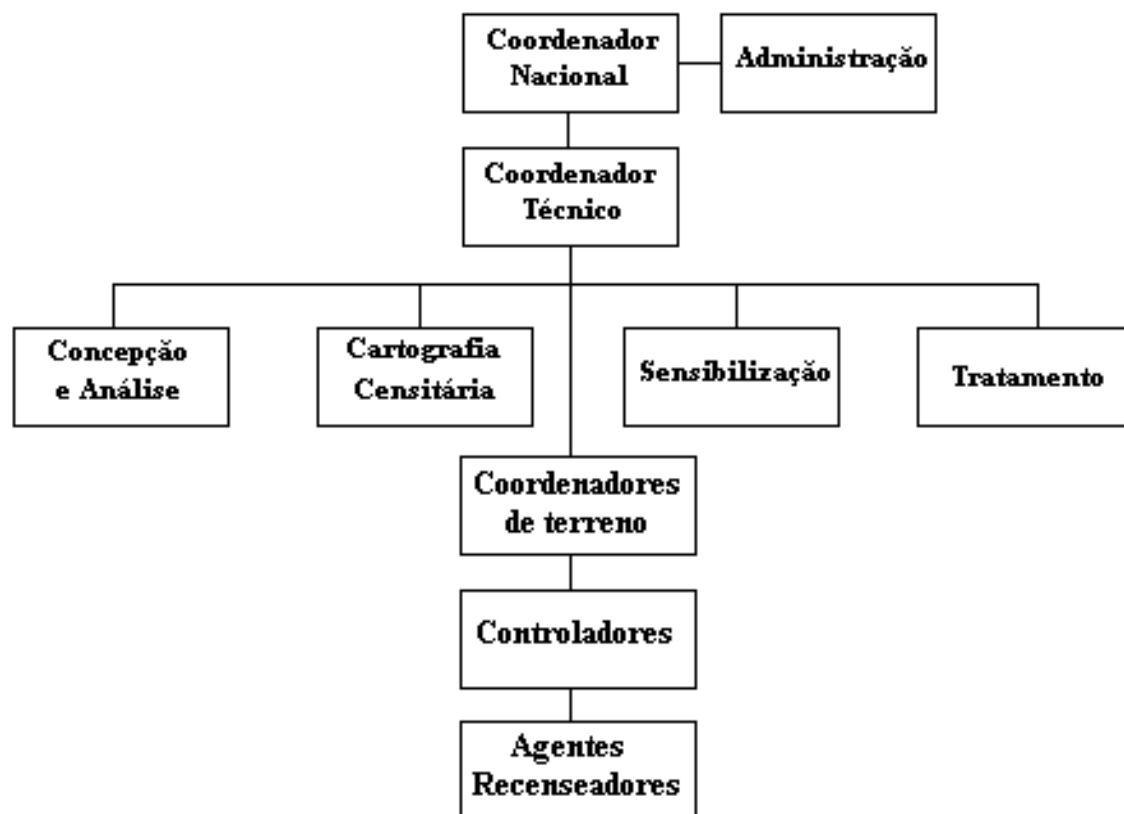 Coordenador
Nacional
Administração
Coordenador
Técnico
Concepção
e Análise
Cartografia
Censitária
Sensibilização
Tratamento
Coordenadores
de terreno
Controladores
Agentes
Recenseadores